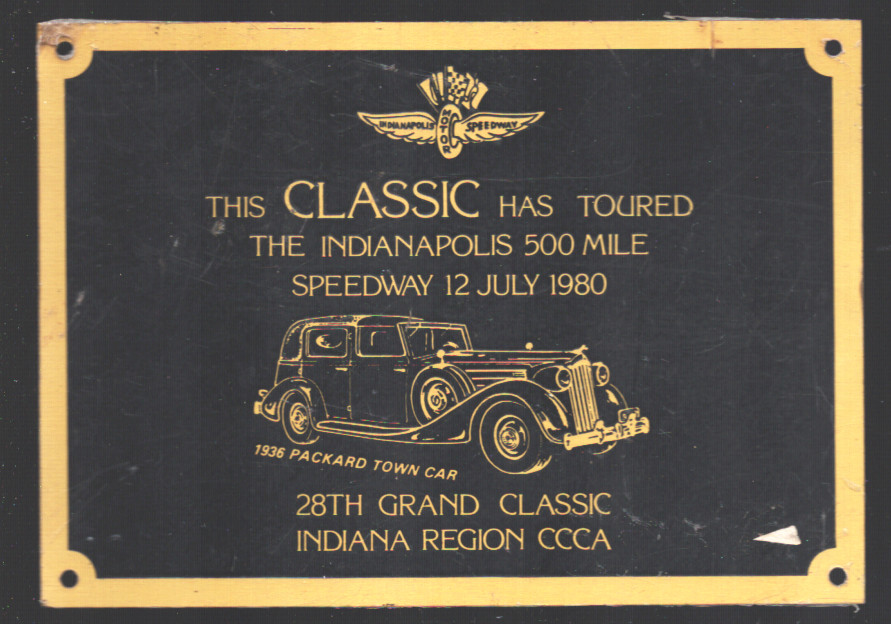 INDIANAPOLIS MOTOR SPEEDWAY
THIS CLASSIC HAS TOURED
THE INDIANAPOLIS 500 MILE
SPEEDWAY 12 JULY 1980
1936 PACKARD TOWN CAR
28TH GRAND CLASSIC
INDIANA REGION CCCA